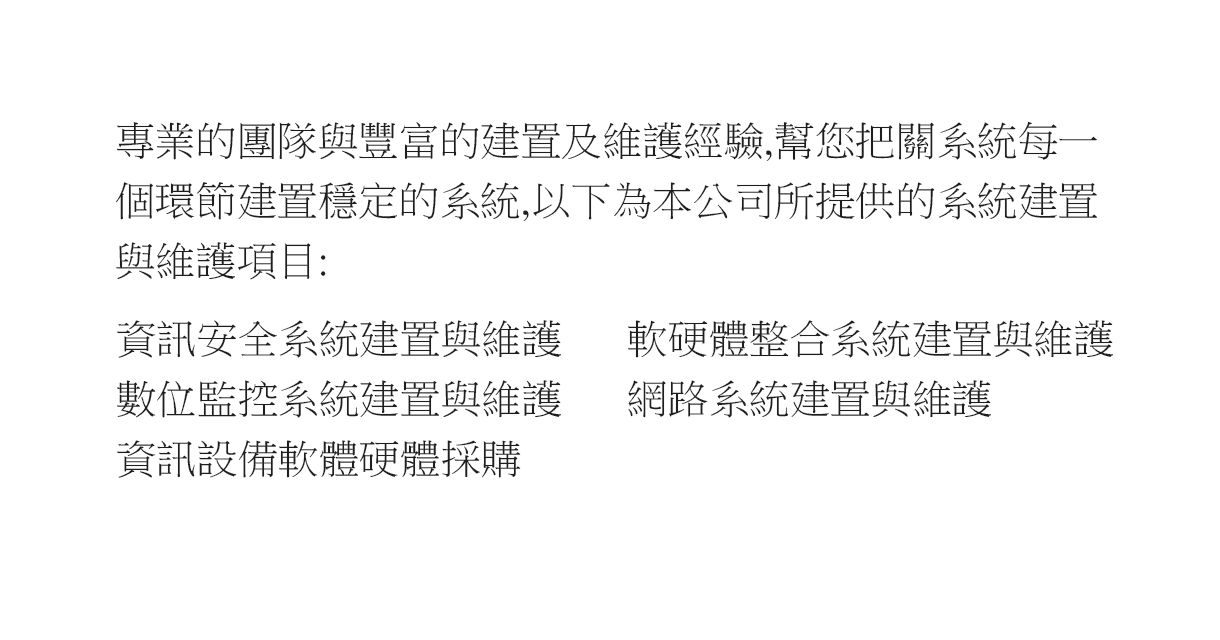 專業的團隊與豐富的建置及維護經驗,幫您把關系統每一
個環節建置穩定的系統,以下為本公司所提供的系統建置
與維護項目:
資訊安全系統建置與維護 軟硬體整合系統建置與維護
數位監控系統建置與維護 網路系統建置與維護
資訊設備軟體硬體採購